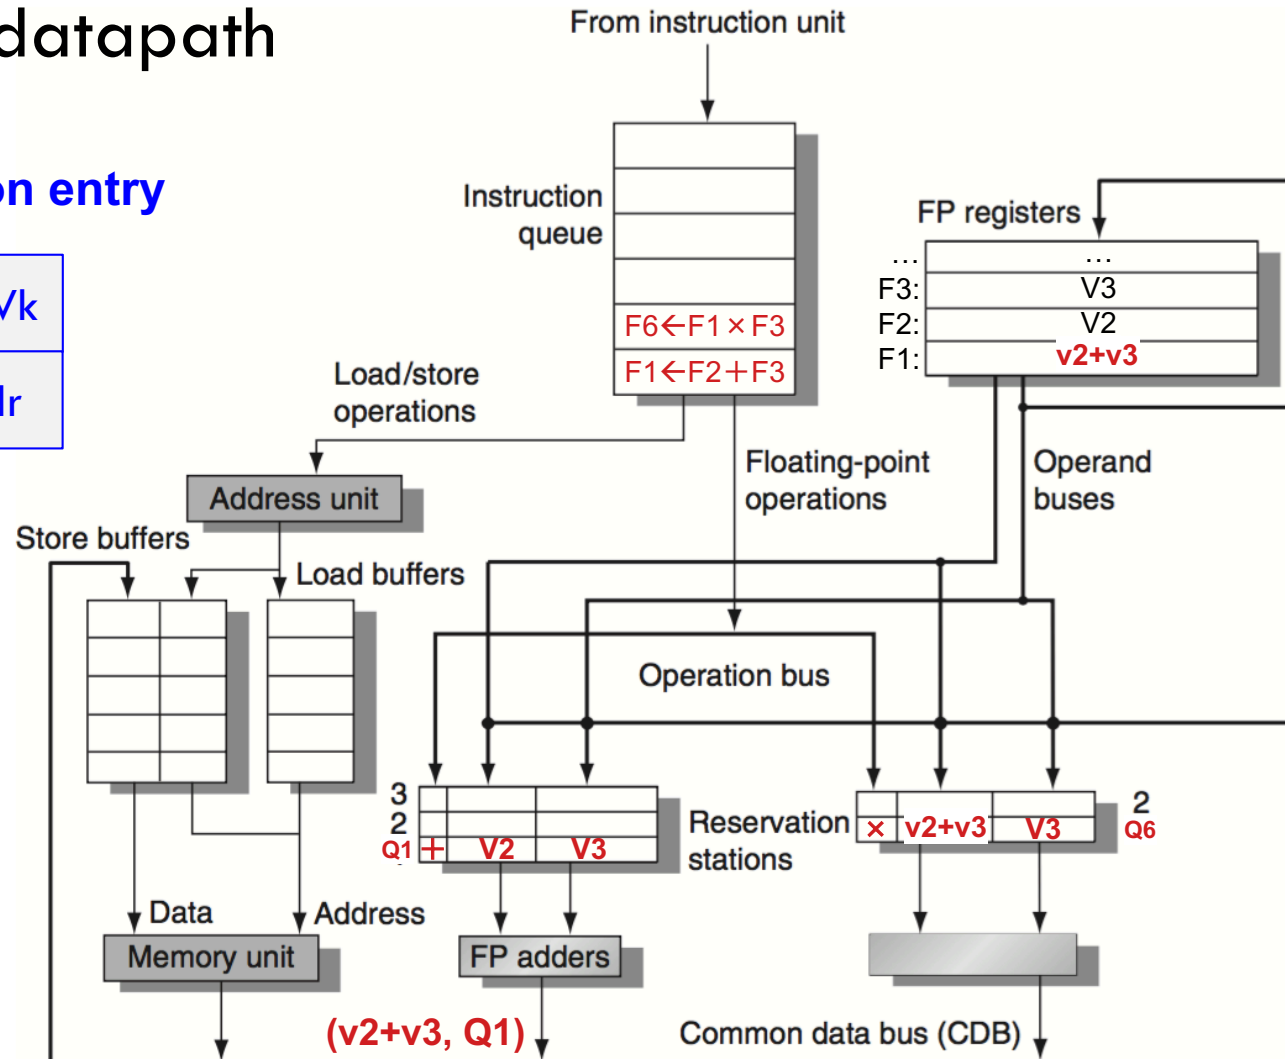 datapath
From instruction unit
on entry
Instruction
queue
FP registers
... ...
F3: V3
F2: V2
F1: v2+v3
Vk
F6←F1×F3
F1←F2+F3
Load/store
operations
Floating-point
operations
Operand
buses
Address unit
Store buffers
Load buffers
Operation bus
3
2
Q1 + V2 V3
Reservation
stations
2
× v2+v3 V3 Q6
Data
Address
Memory unit
FP adders
(v2+v3, Q1)
Common data bus (CDB)